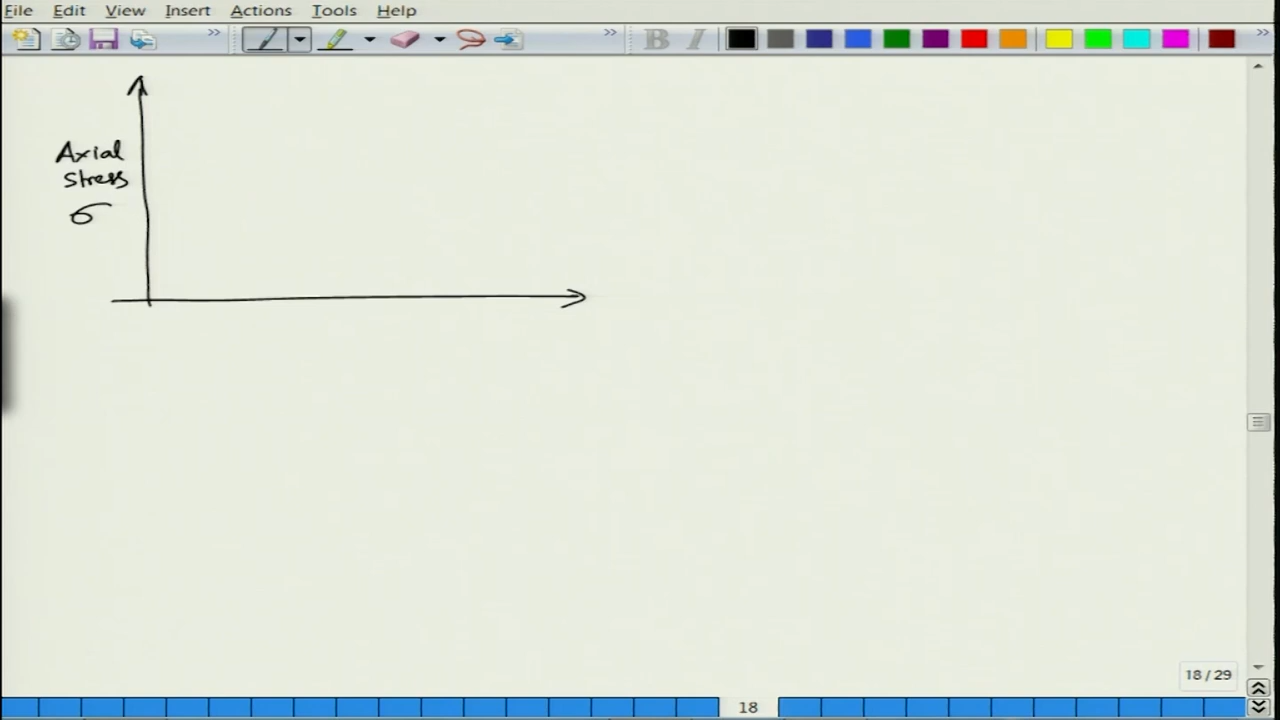 File Edit View Insert Actions Tools Help
B I
Axial
Stress
σ
18 / 29
18